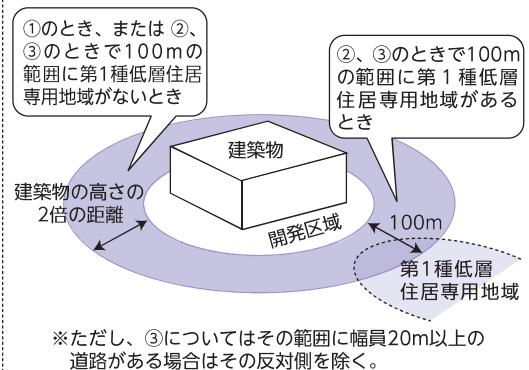 ①のとき、または ②、
③のときで100mの
範囲に第1種低層住居
専用地域がないとき
②、③のときで100m
の範囲に第１種低層
住居専用地域がある
とき
建築物
建築物の高さの
2倍の距離
開発区域
100m
第1種低層
住居専用地域
※ただし、③についてはその範囲に幅員20m以上の
道路がある場合はその反対側を除く。